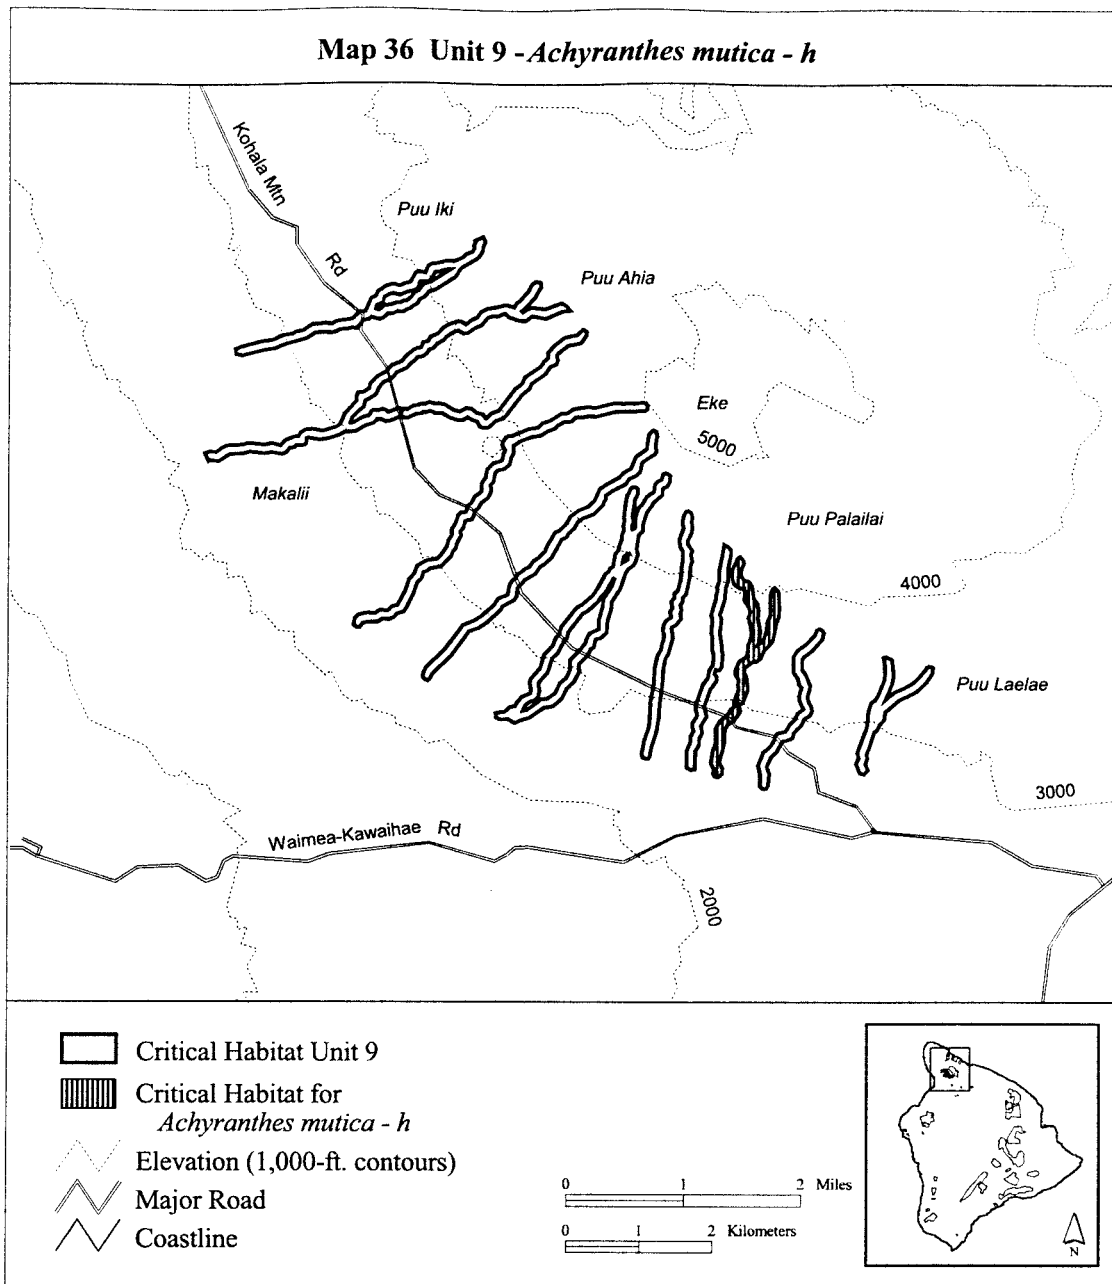 Map 36 Unit 9 - Achyranthes mutica - h
Kohala Mtn
Rd
Puu Iki
Puu Ahia
Eke
5000
Makalii
Puu Palailai
4000
Puu Laelae
3000
Waimea-Kawaihae Rd
2000
Critical Habitat Unit 9
Critical Habitat for
Achyranthes mutica - h
Elevation (1,000-ft. contours)
Major Road
Coastline
0 1 2 Miles
0 1 2 Kilometers
N